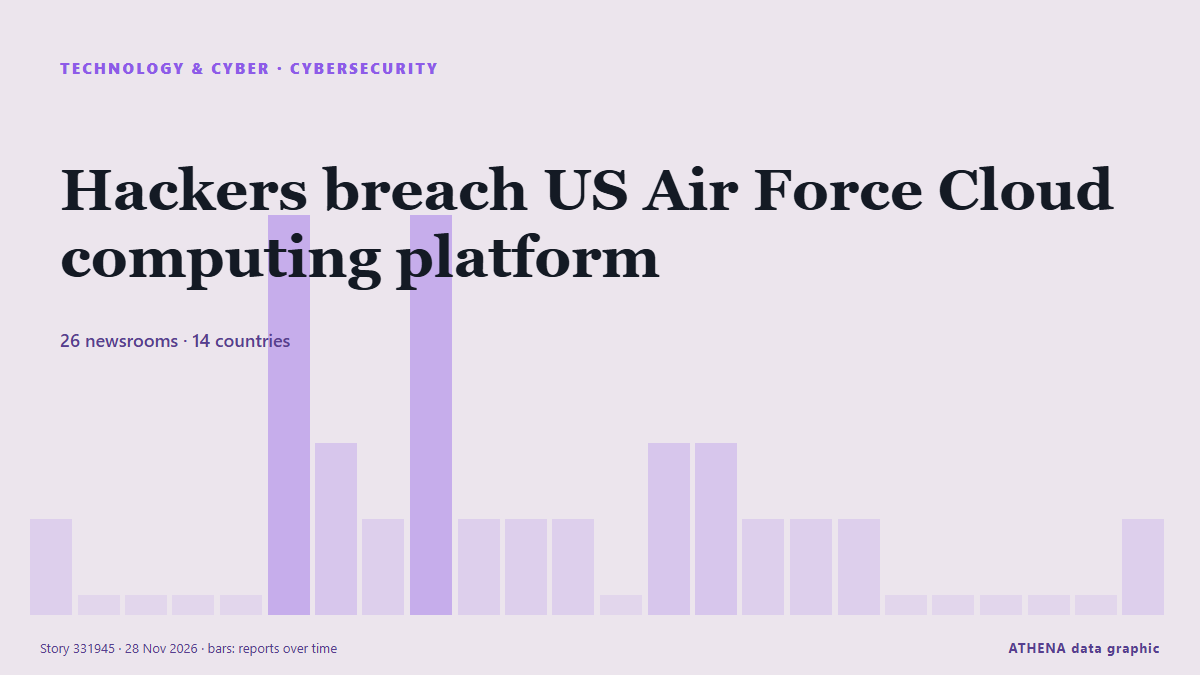 TECHNOLOGY & CYBER · CYBERSECURITY
Hackers breach US Air Force Cloud
computing platform
26 newsrooms · 14 countries
Story 331945 · 28 Nov 2026 · bars: reports over time
ATHENA data graphic